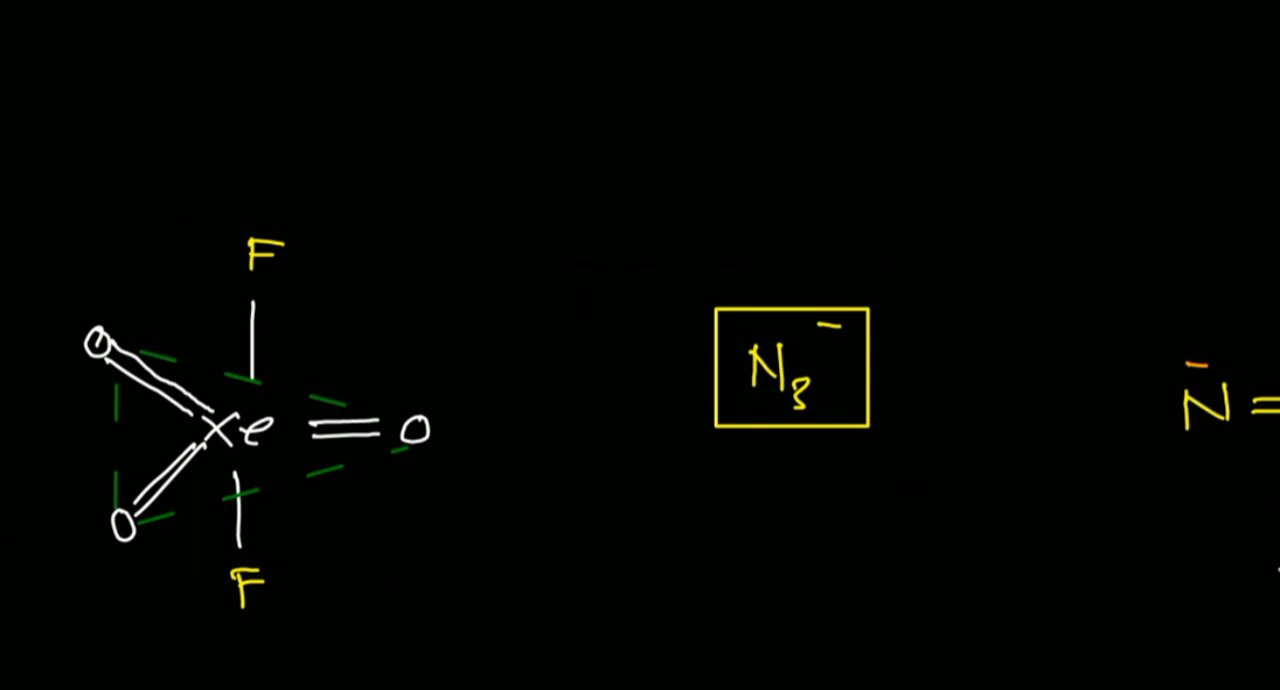 F
O
Xe = O
O
F
N₃⁻
N⁻ =